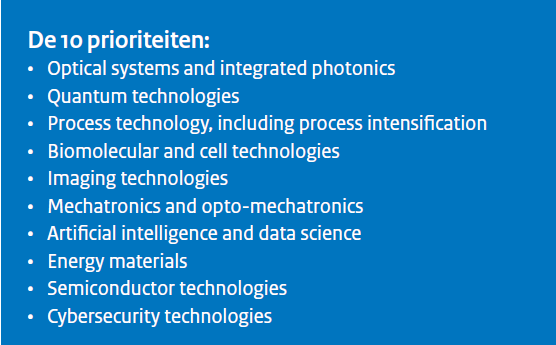 De 10 prioriteiten:
• Optical systems and integrated photonics
• Quantum technologies
• Process technology, including process intensification
• Biomolecular and cell technologies
• Imaging technologies
• Mechatronics and opto-mechatronics
• Artificial intelligence and data science
• Energy materials
• Semiconductor technologies
• Cybersecurity technologies